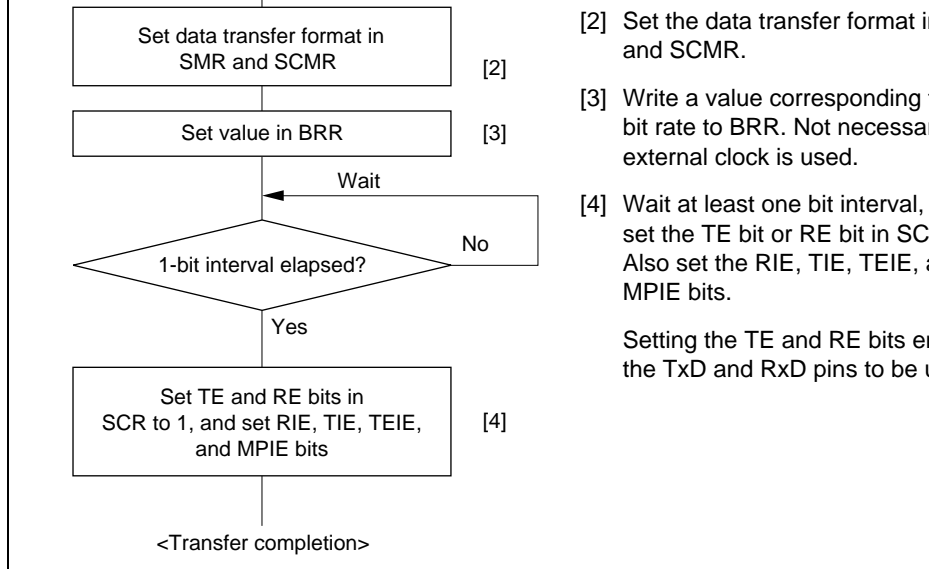 Set data transfer format in
SMR and SCMR
[2]
Set value in BRR
[3]
Wait
No
1-bit interval elapsed?
Yes
Set TE and RE bits in
SCR to 1, and set RIE, TIE, TEIE,
and MPIE bits
[4]
<Transfer completion>
[2] Set the data transfer format
and SCMR.
[3] Write a value corresponding
bit rate to BRR. Not
external clock is used.
[4] Wait at least one bit interval,
set the TE bit or RE bit in
Also set the RIE, TIE, TEIE,
MPIE bits.
Setting the TE and RE bits
the TxD and RxD pins to be